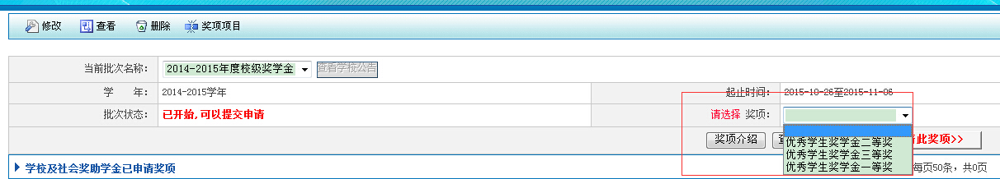 修改 查看 删除 奖项项目
当前批次名称： 2014-2015年度校级奖学金 查看学校公告
学 年： 2014-2015学年 起止时间： 2015-10-26至2015-11-06
批次状态： 已开始,可以提交申请 请选择 奖项：
奖项介绍 此奖项>>
优秀学生奖学金二等奖
优秀学生奖学金三等奖
优秀学生奖学金一等奖
学校及社会奖助学金已申请奖项 每页50条，共0页